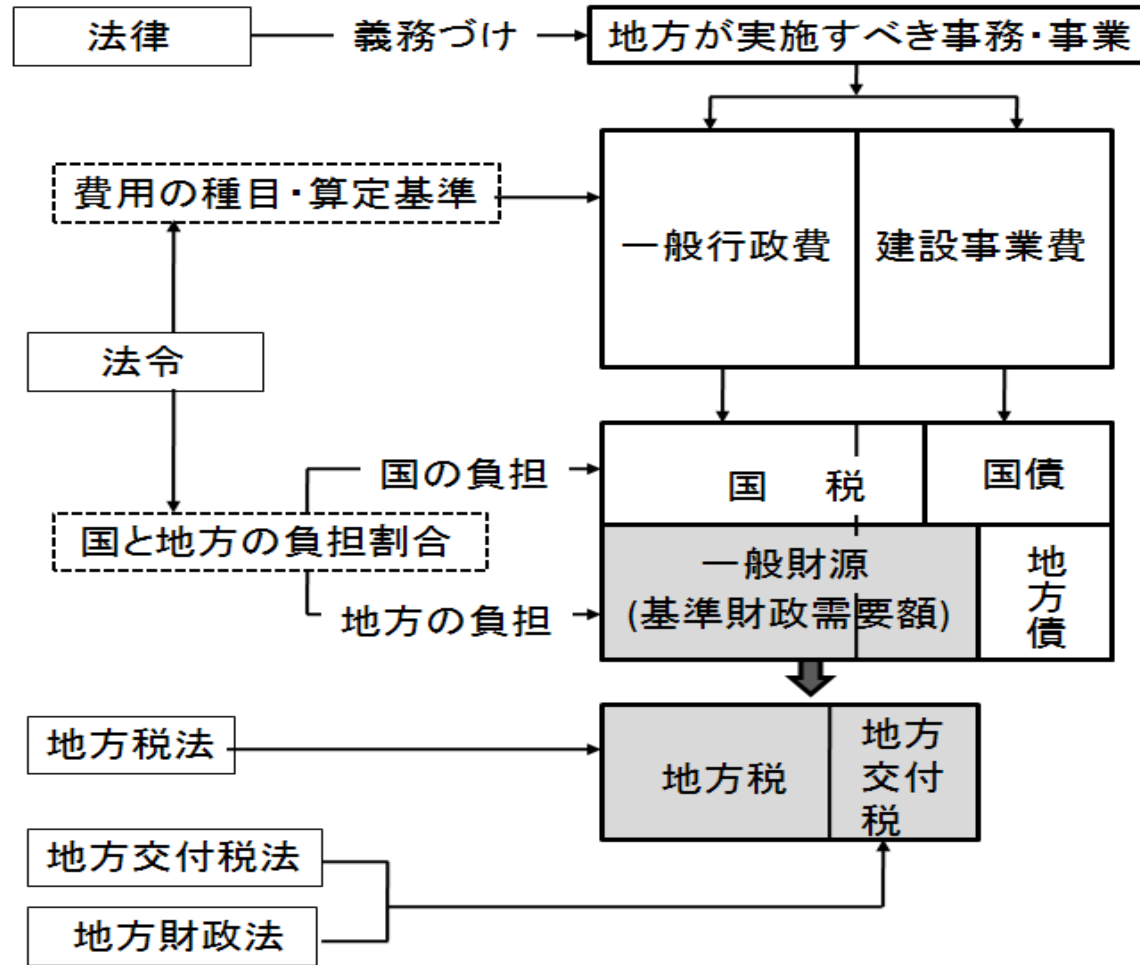 法律
義務づけ
地方が実施すべき事務・事業
費用の種目・算定基準
一般行政費
建設事業費
法令
国の負担
国　税
国債
国と地方の負担割合
一般財源
(基準財政需要額)
地方債
地方の負担
地方税法
地方税
地方
交付
税
地方交付税法
地方財政法